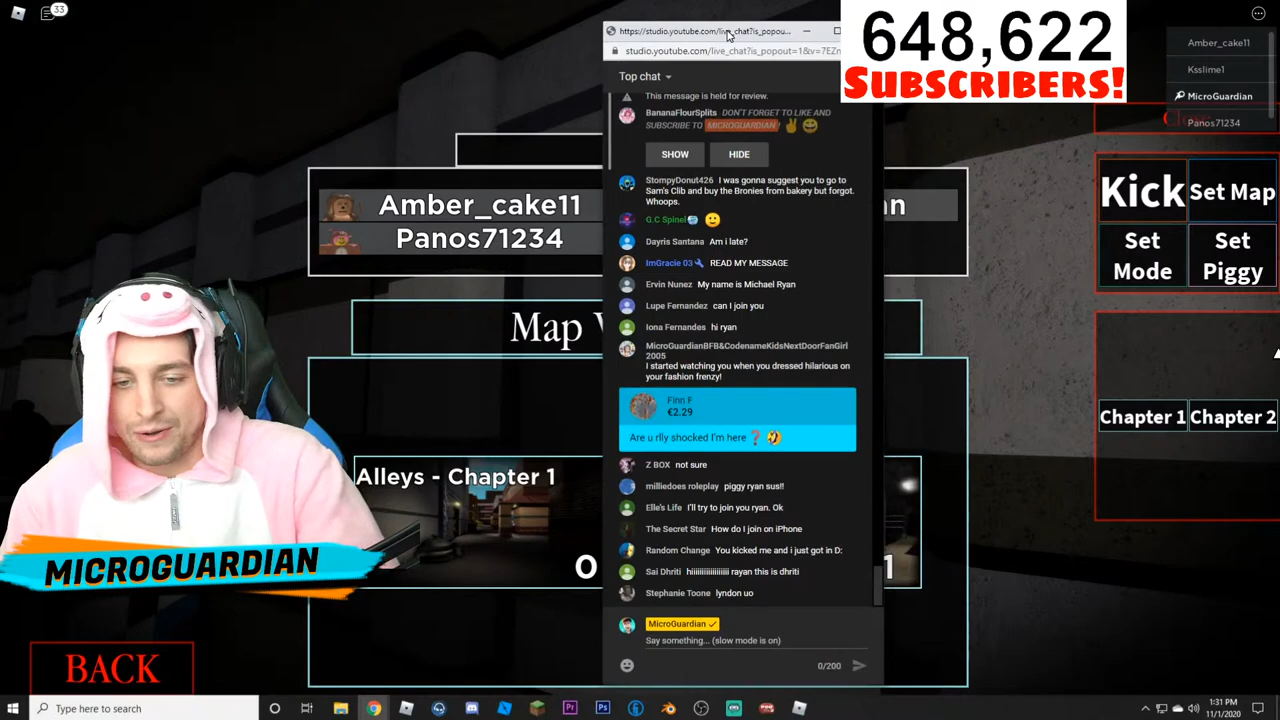 33
https://studio.youtube.com/live_chat?is_popou...
studio.youtube.com/live_chat?is_popout=1&v=7EZn
648,622
SUBSCRIBERS!
Amber_cake11
Ksslime1
MicroGuardian
Panos71234
Top chat
This message is held for review.
BananaFlourSplits DON'T FORGET TO LIKE AND
SUBSCRIBE TO MICROGUARDIAN! ✌😄
SHOW HIDE
StompyDonut426 I was gonna suggest you to go to
Sam's Clib and buy the Bronies from bakery but forgot.
Whoops.
G.C Spinel 🙂
Dayris Santana Am i late?
ImGracie 03 READ MY MESSAGE
Ervin Nunez My name is Michael Ryan
Lupe Fernandez can I join you
Iona Fernandes hi ryan
MicroGuardianBFB&CodenameKidsNextDoorFanGirl
2005
I started watching you when you dressed hilarious on
your fashion frenzy!
Finn F
€2.29
Are u rlly shocked I'm here ❓ 🤣
Z BOX not sure
milliedoes roleplay piggy ryan sus!!
Elle's Life I'll try to join you ryan. Ok
The Secret Star How do I join on iPhone
Random Change You kicked me and i just got in D:
Sai Dhriti hiiiiiiiiiiiiiiiii rayan this is dhriti
Stephanie Toone lyndon uo
MicroGuardian ✓
Say something... (slow mode is on)
0/200
Amber_cake11
Panos71234
an
Map V
Alleys - Chapter 1
0
1
Kick Set Map
Set Mode
Set Piggy
Chapter 1 Chapter 2
MICROGUARDIAN
BACK
Type here to search
1:31 PM
11/1/2020